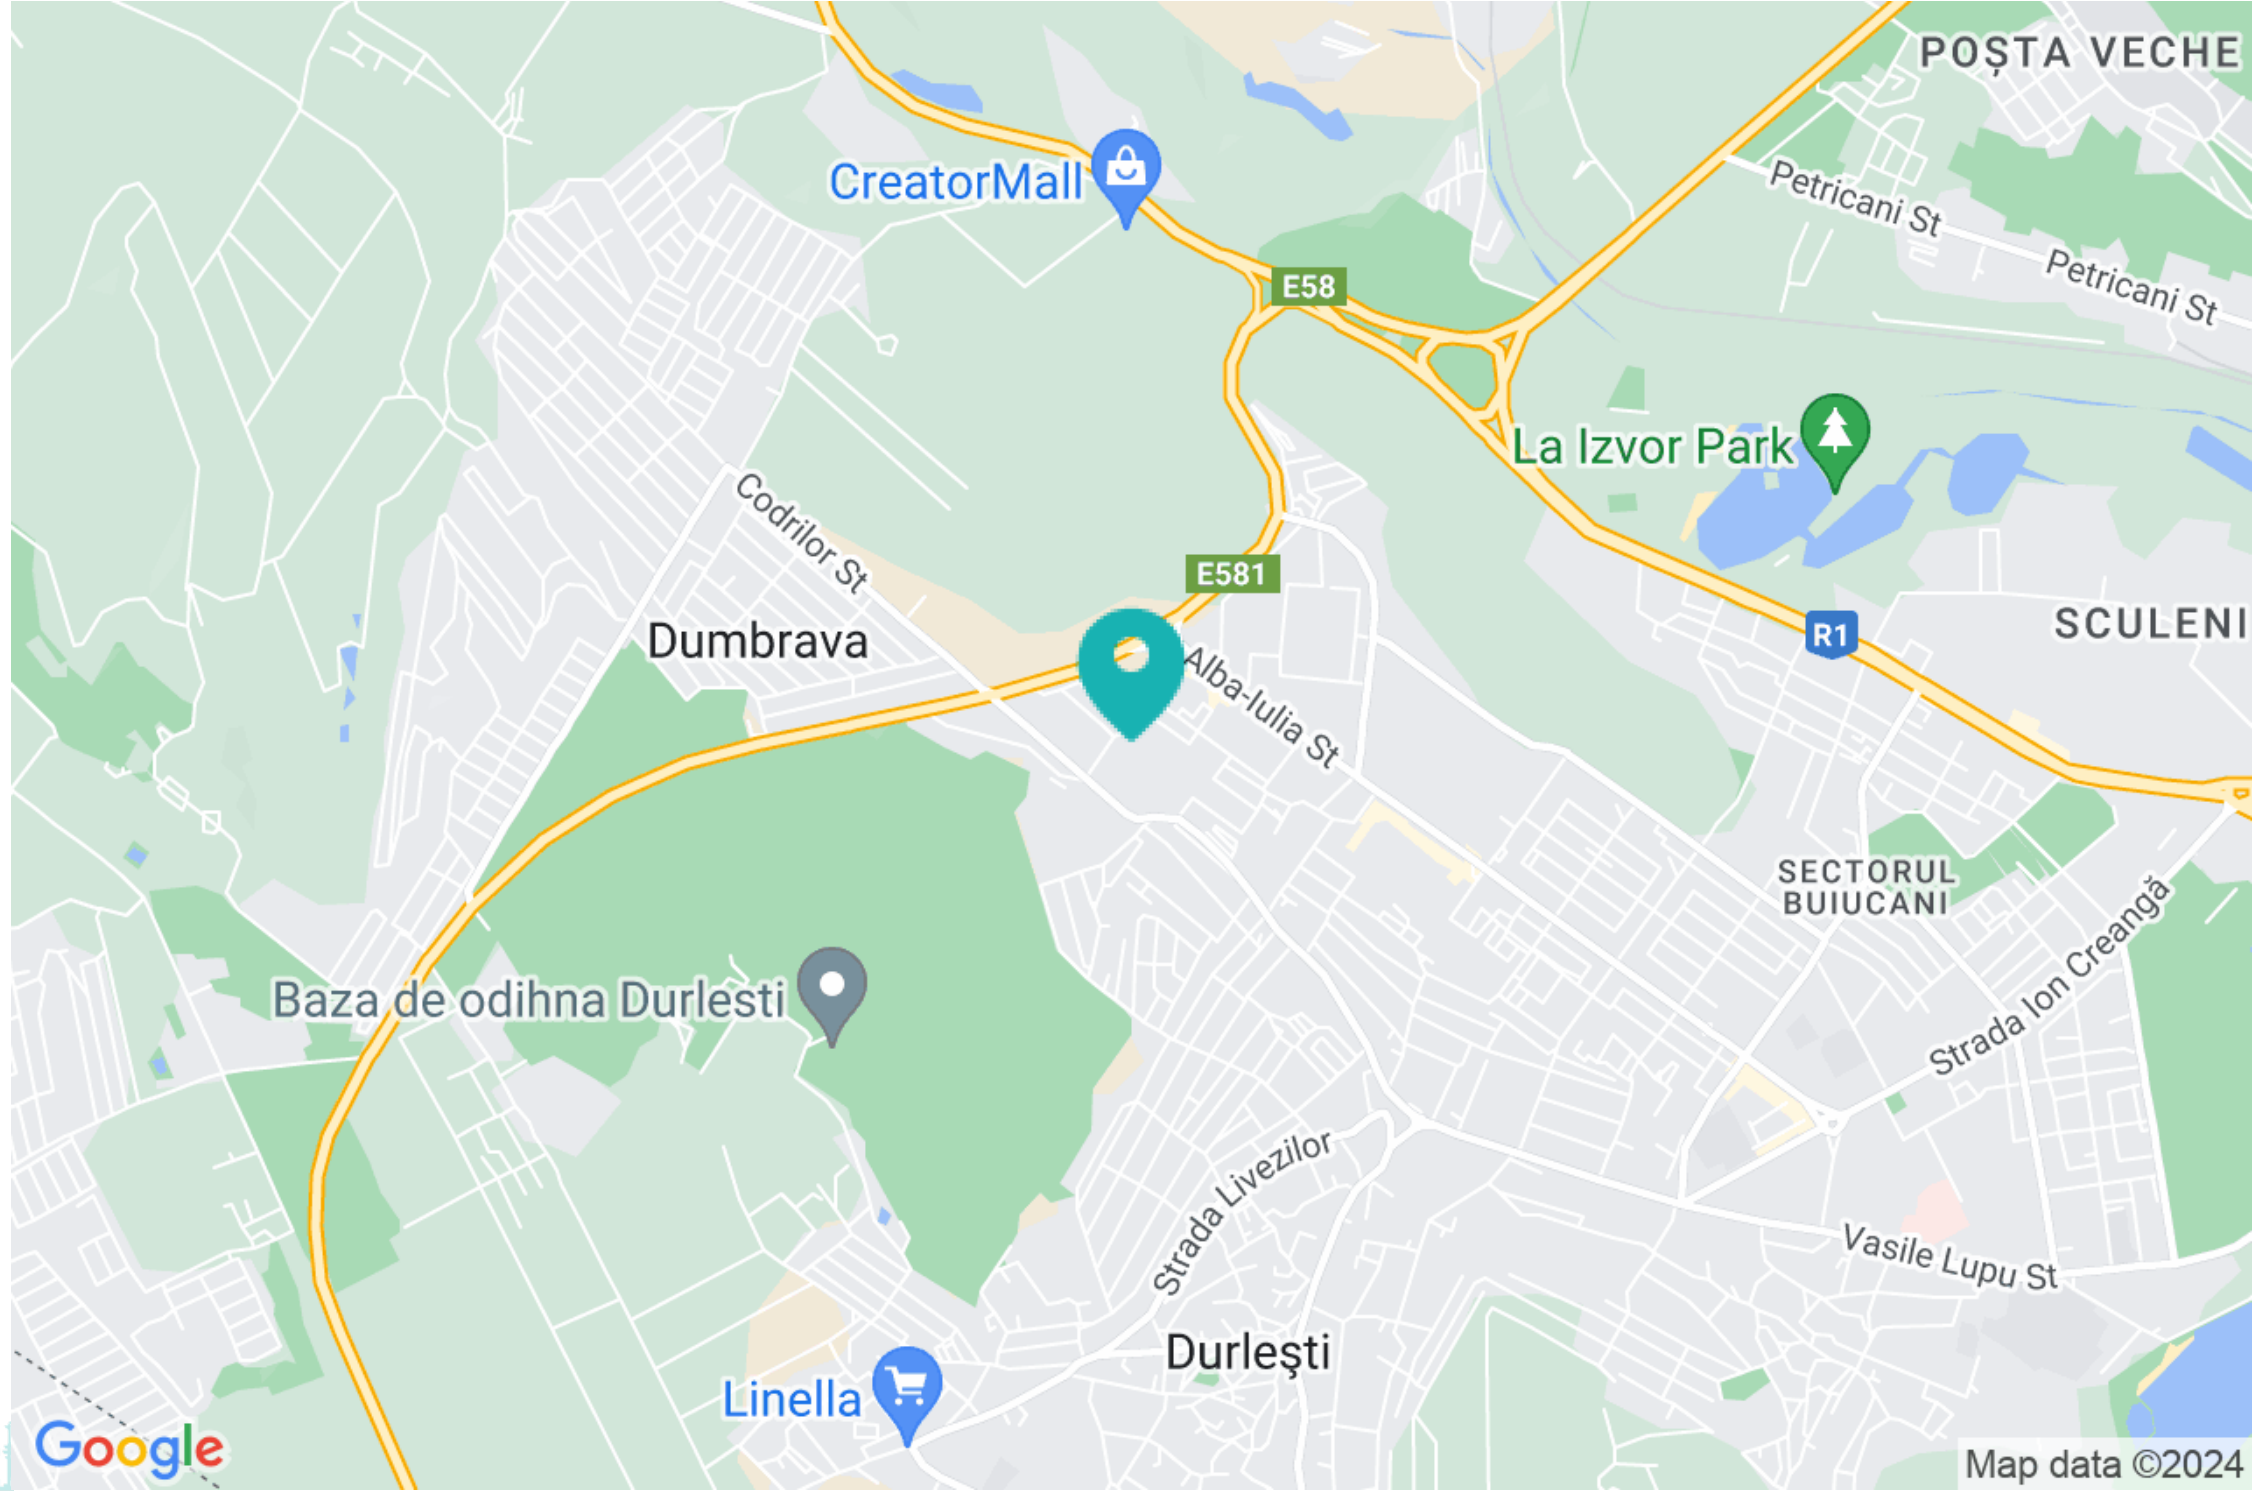 POȘTA VECHE
CreatorMall
Petricani St
Petricani St
E58
La Izvor Park
Codrilor St
E581
Dumbrava
R1
SCULENI
Alba-Iulia St
SECTORUL
BUIUCANI
Strada Ion Creangă
Baza de odihna Durlesti
Strada Livezilor
Vasile Lupu St
Durleşti
Linella
Google
Map data ©2024